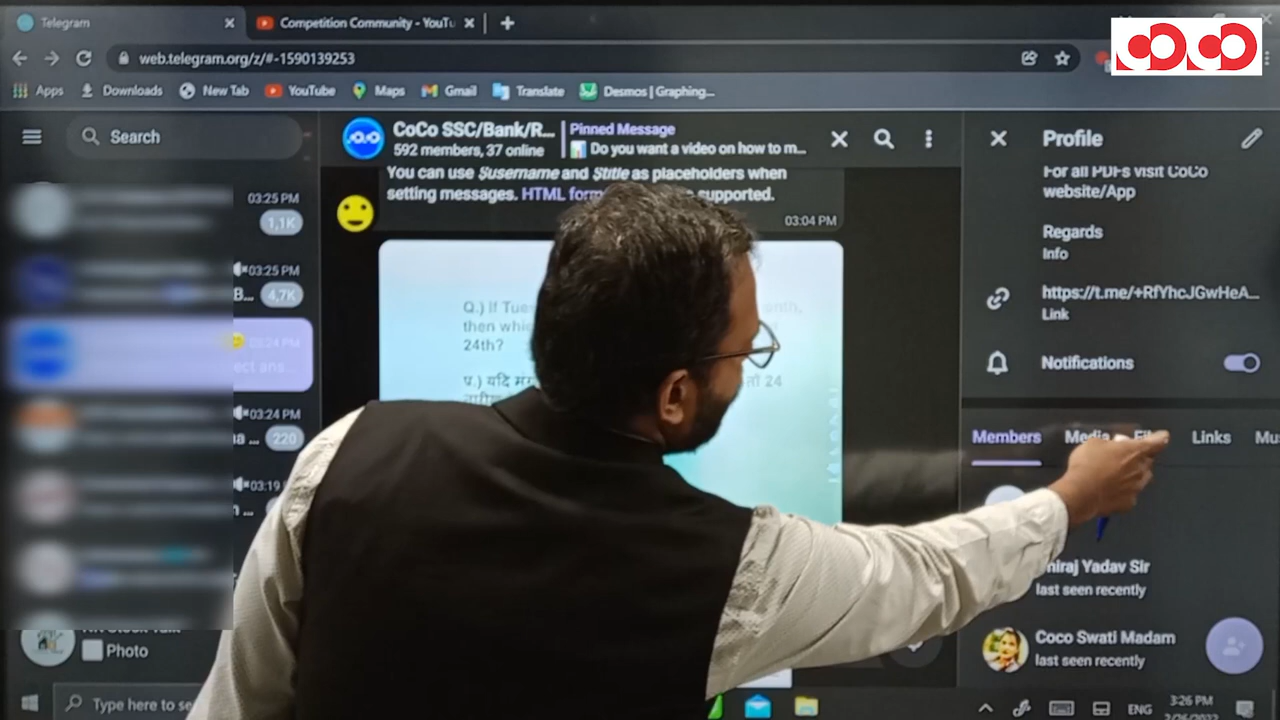 Telegram
Competition Community - YouTu
web.telegram.org/z/#-1590139253
Apps
Downloads
New Tab
YouTube
Maps
Gmail
Translate
Desmos | Graphing...
Search
CoCo SSC/Bank/R...
592 members, 37 online
Pinned Message
Do you want a video on how to m...
Profile
03:25 PM
1,1K
03:25 PM
B...
4,7K
03:24 PM
ect ans...
03:24 PM
a ...
220
03:19
You can use $username and $title as placeholders when
setting messages. HTML form supported.
03:04 PM
Q.) If Tues onth,
then whic
24th?
प्र.) यदि मंग तो 24
For all PDFs visit CoCo
website/App
Regards
Info
https://t.me/+RfYhcJGwHeA...
Link
Notifications
Members
Media
Links
Mu
niraj Yadav Sir
last seen recently
Coco Swati Madam
last seen recently
Photo
Type here to se
ENG
3:26 PM